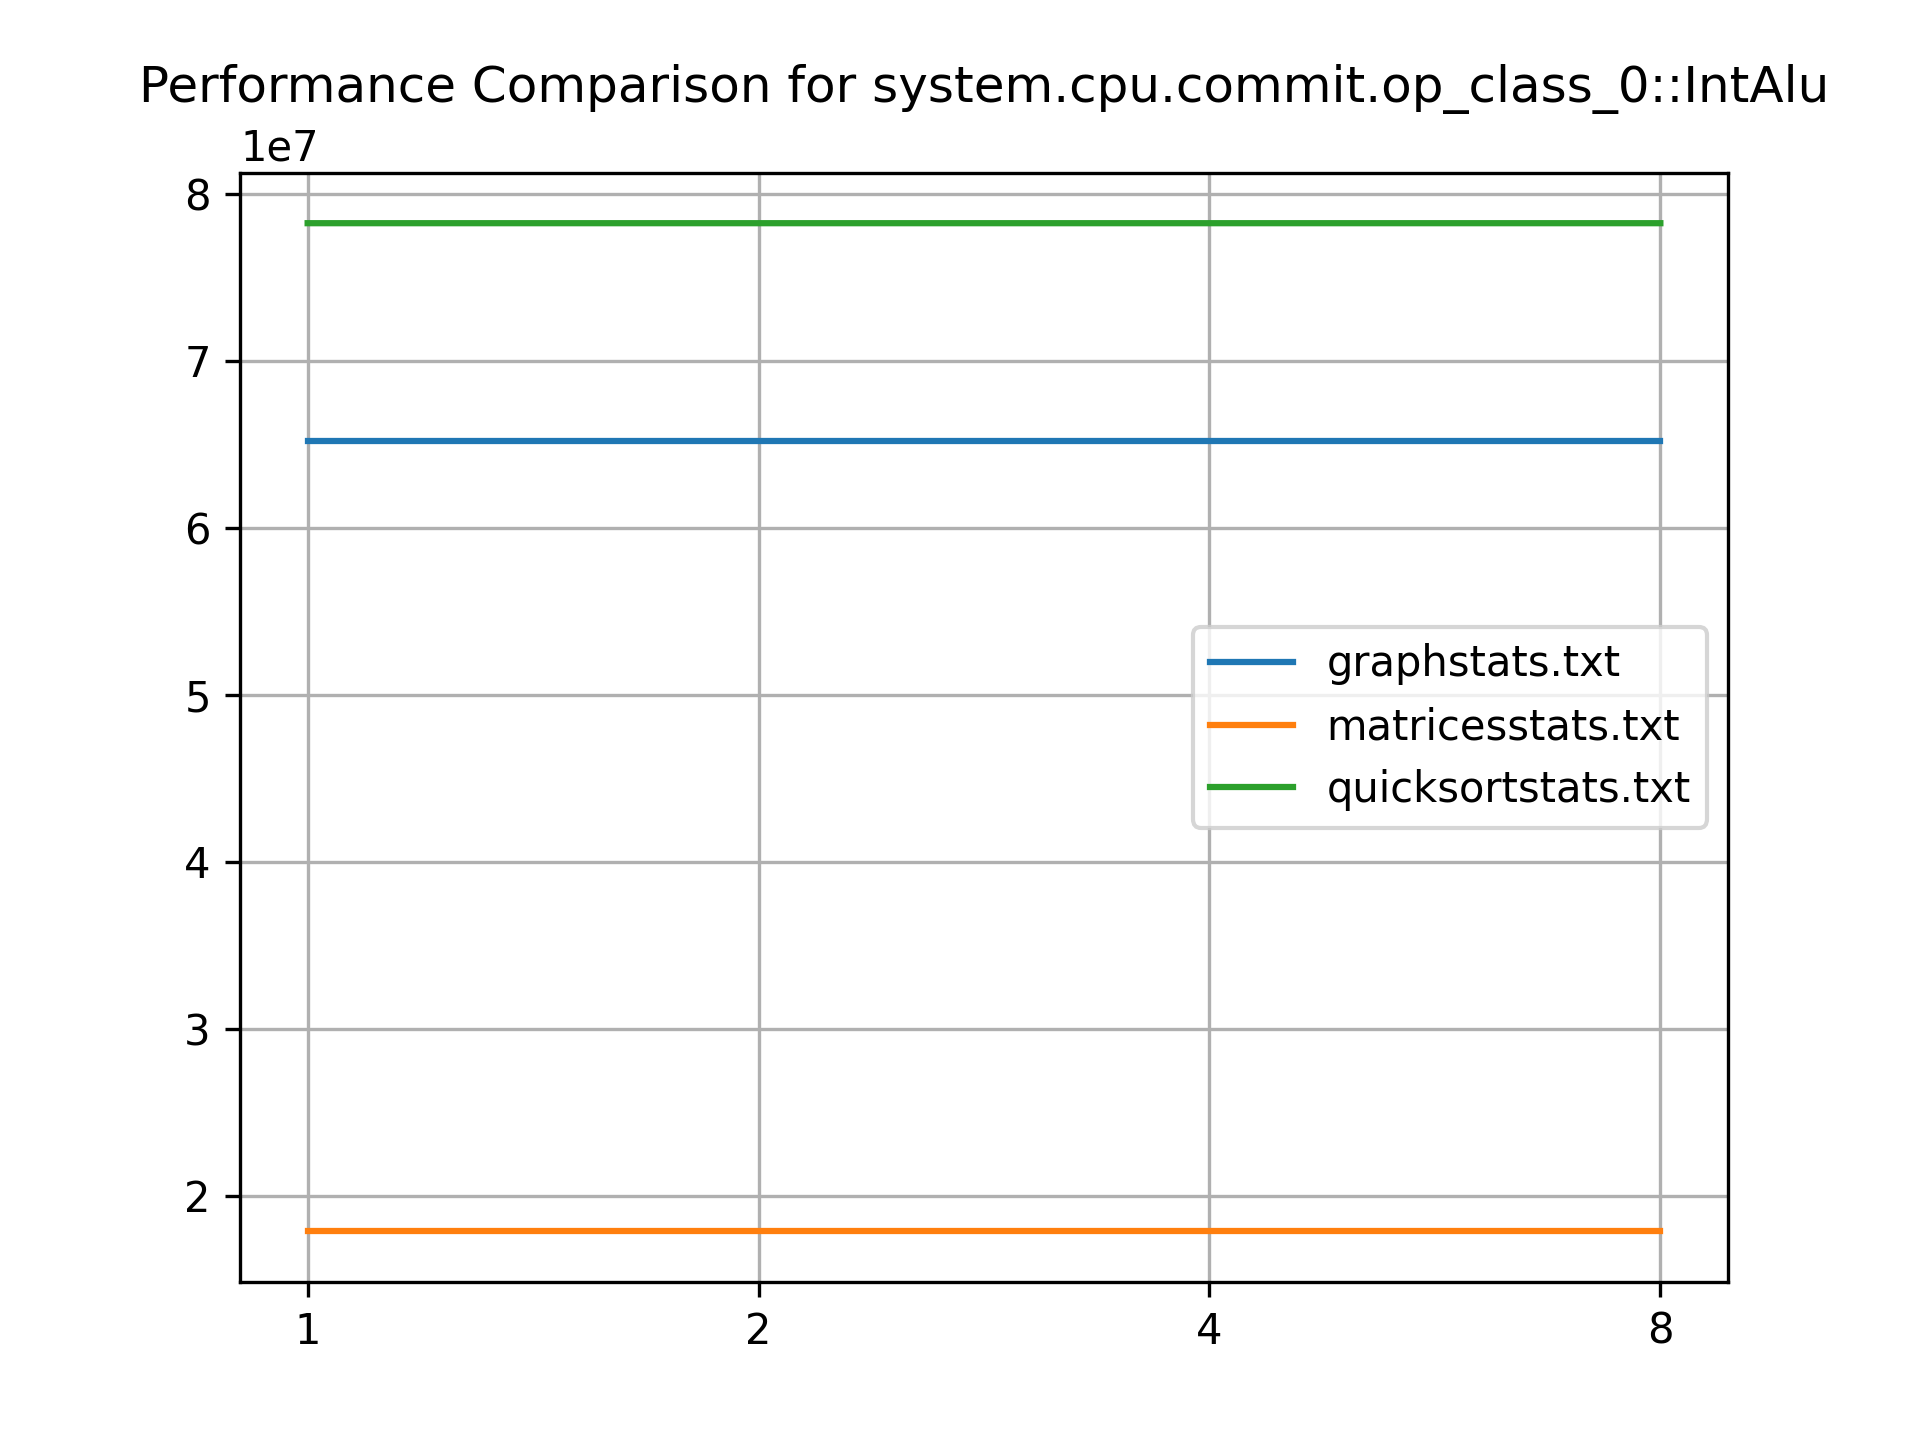 Performance Comparison for system.cpu.commit.op_class_0::IntAlu
1e7
8
7
6
5
4
3
2
graphstats.txt
matricesstats.txt
quicksortstats.txt
1 2 4 8